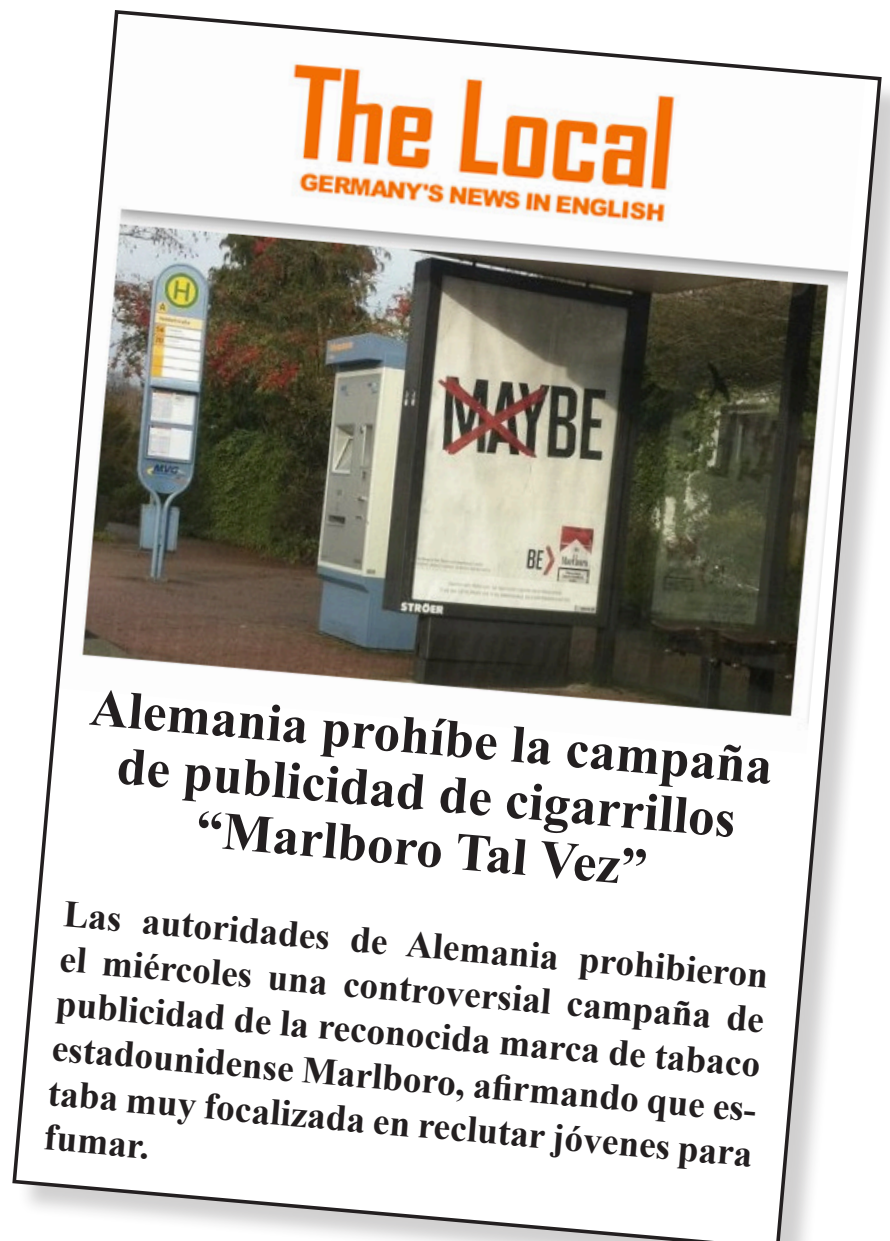 The Local
GERMANY'S NEWS IN ENGLISH
H
A
MVG
MAYBE
BE
Marlboro
STRÖER
Alemania prohíbe la campaña
de publicidad de cigarrillos
“Marlboro Tal Vez”
Las autoridades de Alemania prohibieron
el miércoles una controversial campaña de
publicidad de la reconocida marca de tabaco
estadounidense Marlboro, afirmando que es-
taba muy focalizada en reclutar jóvenes para
fumar.